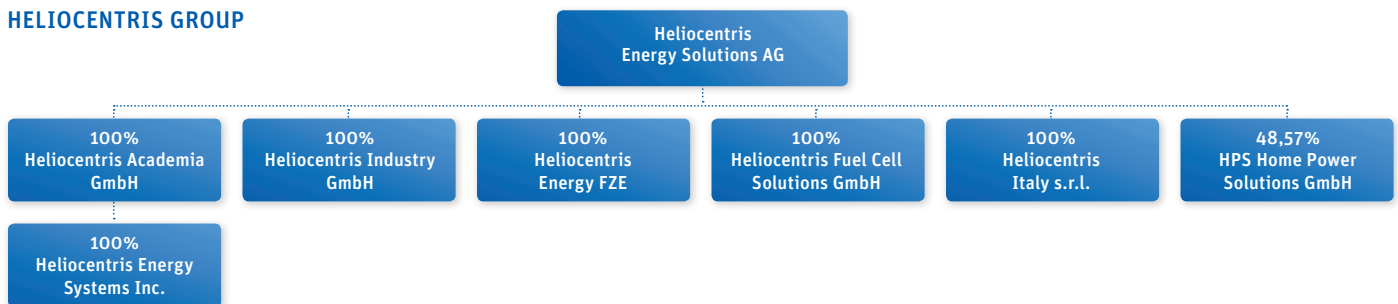 HELIOCENTRIS GROUP
Heliocentris
Energy Solutions AG
100%
Heliocentris Academia
GmbH
100%
Heliocentris Industry
GmbH
100%
Heliocentris
Energy FZE
100%
Heliocentris Fuel Cell
Solutions GmbH
100%
Heliocentris
Italy s.r.l.
48,57%
HPS Home Power
Solutions GmbH
100%
Heliocentris Energy
Systems Inc.